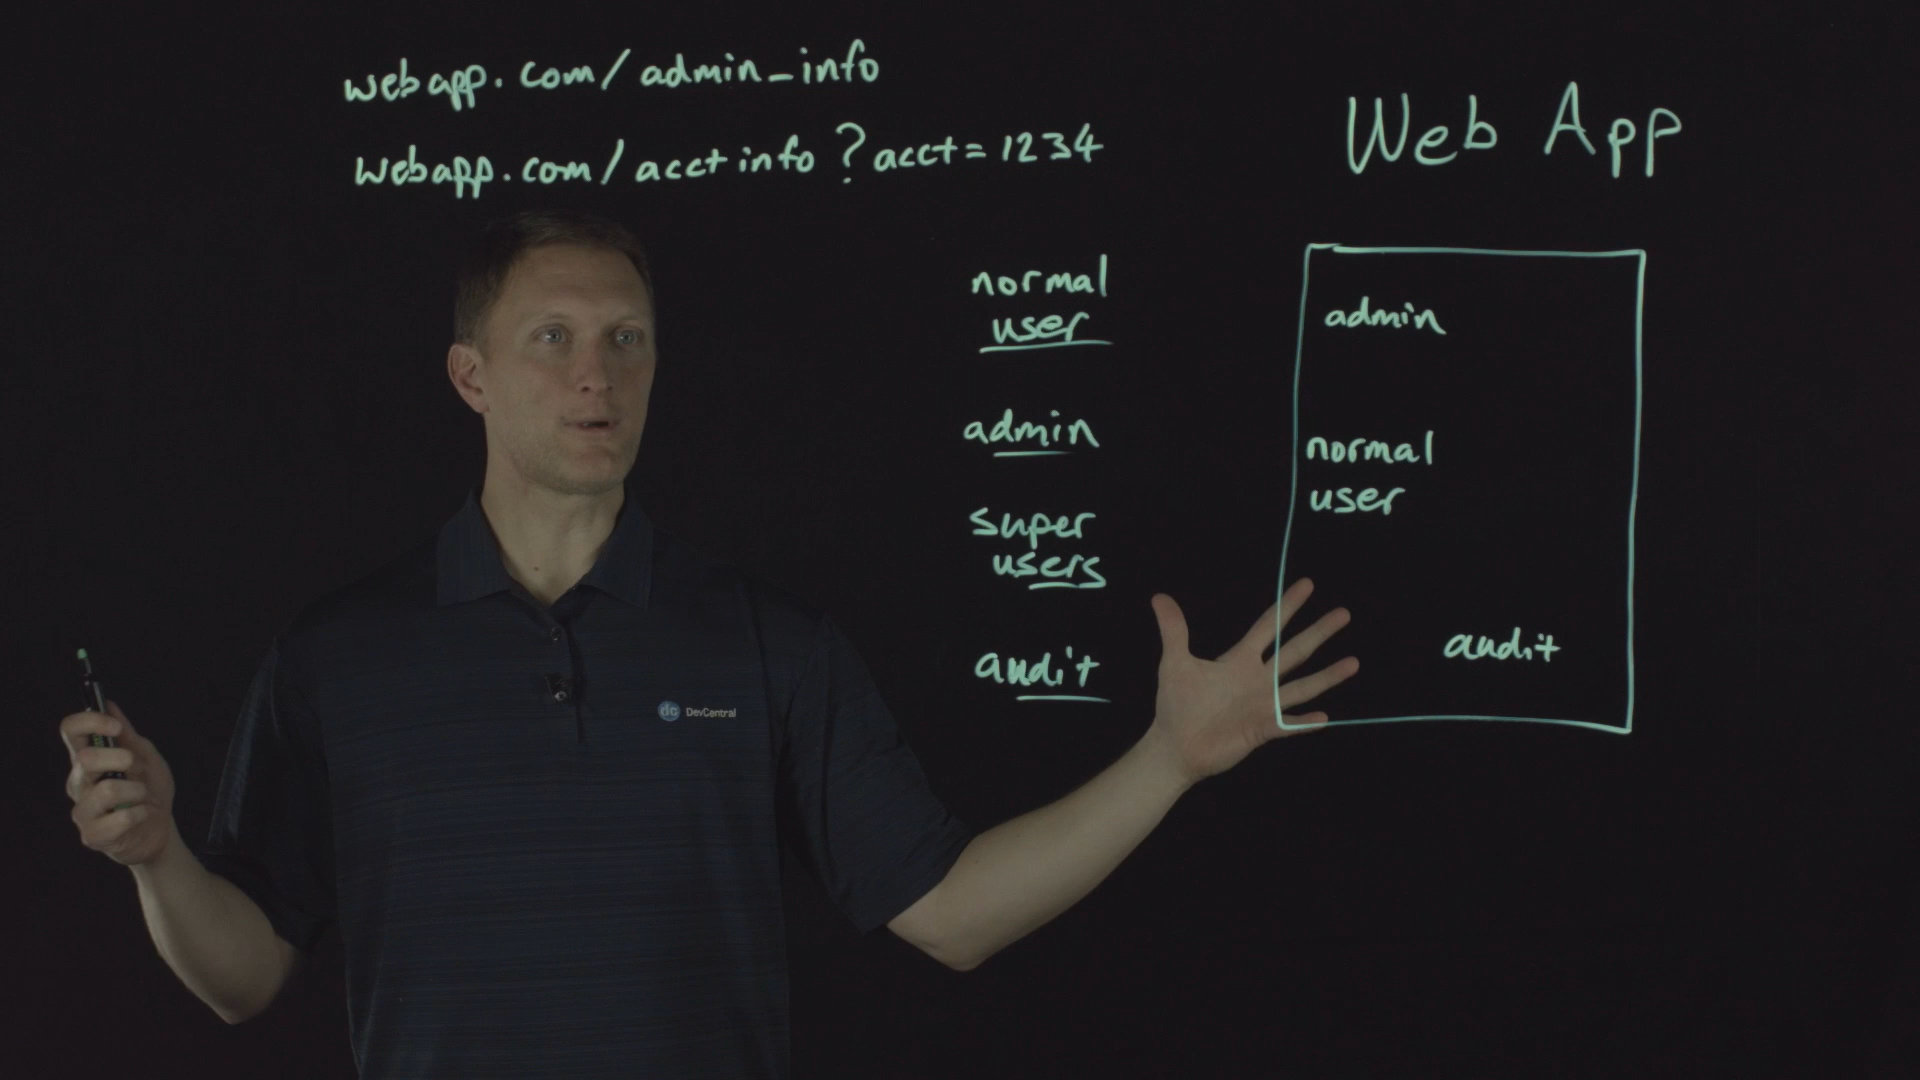 webapp.com/admin_info
webapp.com/acctinfo?acct=1234
Web App
normal
user
admin
super
users
audit
admin
normal
user
audit
dc DevCentral